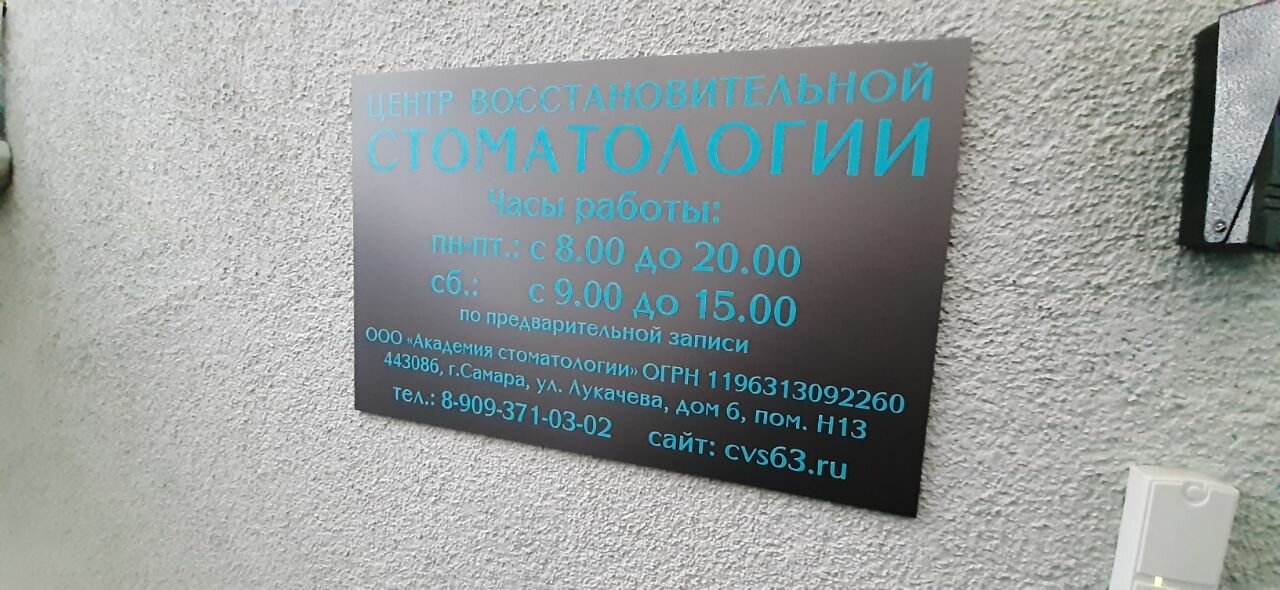 ЦЕНТР ВОССТАНОВИТЕЛЬНОЙ
СТОМАТОЛОГИИ
Часы работы:
пн-пт.: с 8.00 до 20.00
сб.: с 9.00 до 15.00
по предварительной записи
ООО «Академия стоматологии» ОГРН 1196313092260
443086, г.Самара, ул. Лукачева, дом 6, пом. Н13
тел.: 8-909-371-03-02 сайт: cvs63.ru